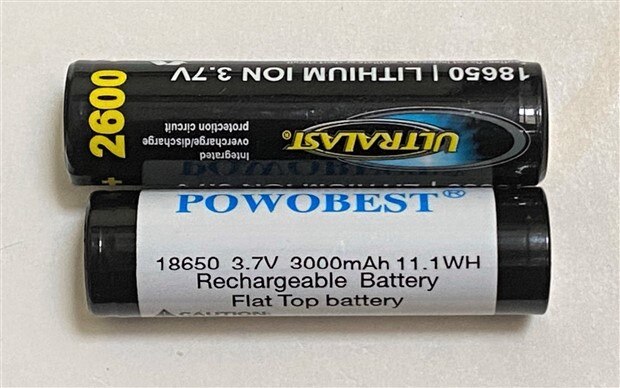 18650 | LITHIUM ION 3.7V
ULTRALAST®
Integrated
overcharge/discharge
protection circuit
+ 2600
POWOBEST®
18650 3.7V 3000mAh 11.1WH
Rechargeable Battery
Flat Top battery
CAUTION: